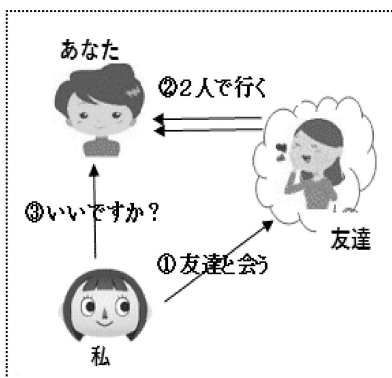 あなた
②2人で行く
③いいですか？
①友達と会う
友達
私